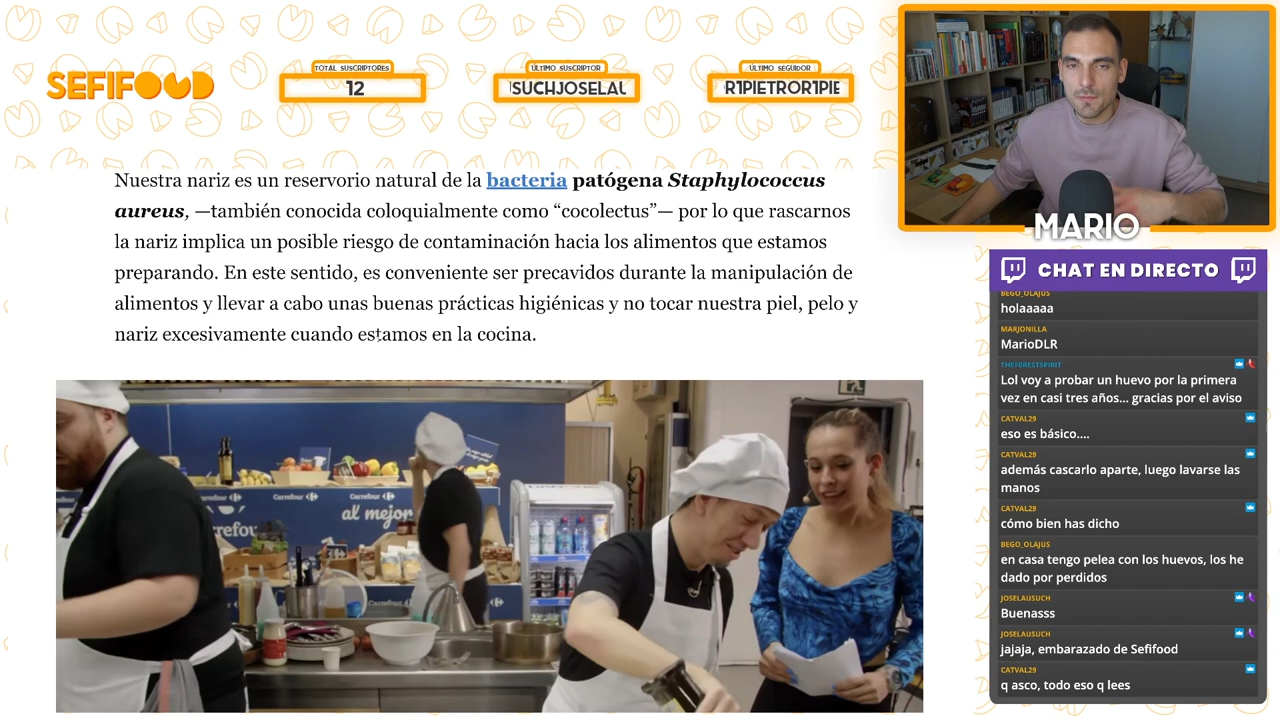 SEFIFOOD
TOTAL SUSCRIPTORES
12
ÚLTIMO SUSCRIPTOR
SUCHJOSELAU
ÚLTIMO SEGUIDOR
R1PIETROR1PIE
Nuestra nariz es un reservorio natural de la bacteria patógena Staphylococcus
aureus, —también conocida coloquialmente como “cocolectus”— por lo que rascarnos
la nariz implica un posible riesgo de contaminación hacia los alimentos que estamos
preparando. En este sentido, es conveniente ser precavidos durante la manipulación de
alimentos y llevar a cabo unas buenas prácticas higiénicas y no tocar nuestra piel, pelo y
nariz excesivamente cuando estamos en la cocina.
Carrefour
Carrefour
al mejor
Carrefour
MARIO
CHAT EN DIRECTO
BEGO_OLAJUS
holaaaaa
MARJONILLA
MarioDLR
THEFORESTSPIRIT
Lol voy a probar un huevo por la primera
vez en casi tres años... gracias por el aviso
CATVAL29
eso es básico....
CATVAL29
además cascarlo aparte, luego lavarse las
manos
CATVAL29
cómo bien has dicho
BEGO_OLAJUS
en casa tengo pelea con los huevos, los he
dado por perdidos
JOSELAUSUCH
Buenasss
JOSELAUSUCH
jajaja, embarazado de Sefifood
CATVAL29
q asco, todo eso q lees